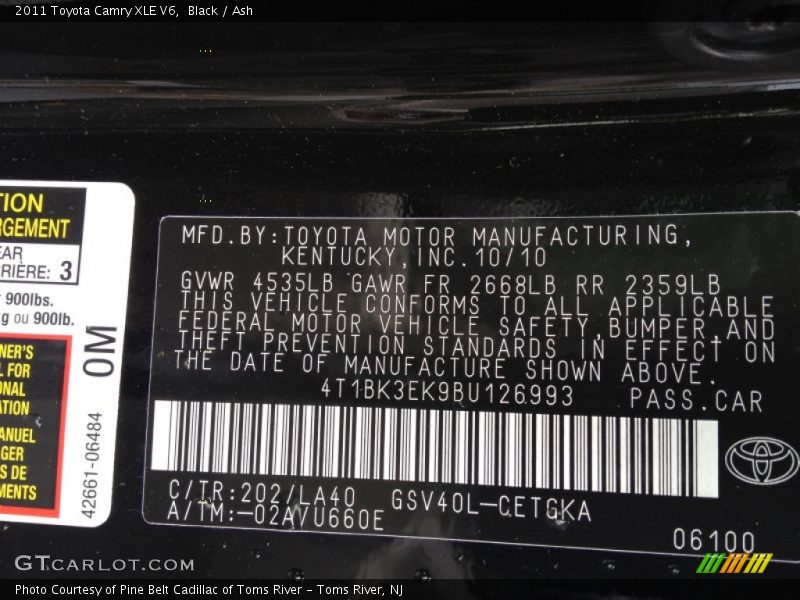 2011 Toyota Camry XLE V6, Black / Ash
TION
RGEMENT
EAR
RRIÈRE: 3
900lbs.
kg ou 900lb.
NER'S
L FOR
ONAL
ATION
ANUEL
GER
S DE
MENTS
0M
42661-06484
MFD.BY:TOYOTA MOTOR MANUFACTURING,
KENTUCKY,INC.10/10
GVWR 4535LB GAWR FR 2668LB RR 2359LB
THIS VEHICLE CONFORMS TO ALL APPLICABLE
FEDERAL MOTOR VEHICLE SAFETY,BUMPER,AND
THEFT PREVENTION STANDARDS IN EFFECT ON
THE DATE OF MANUFACTURE SHOWN ABOVE.
4T1BK3EK9BU126993 PASS.CAR
C/TR:202/LA40 GSV40L-CETGKA
A/TM:-02A/U660E
06100
GTCARLOT.COM
Photo Courtesy of Pine Belt Cadillac of Toms River - Toms River, NJ